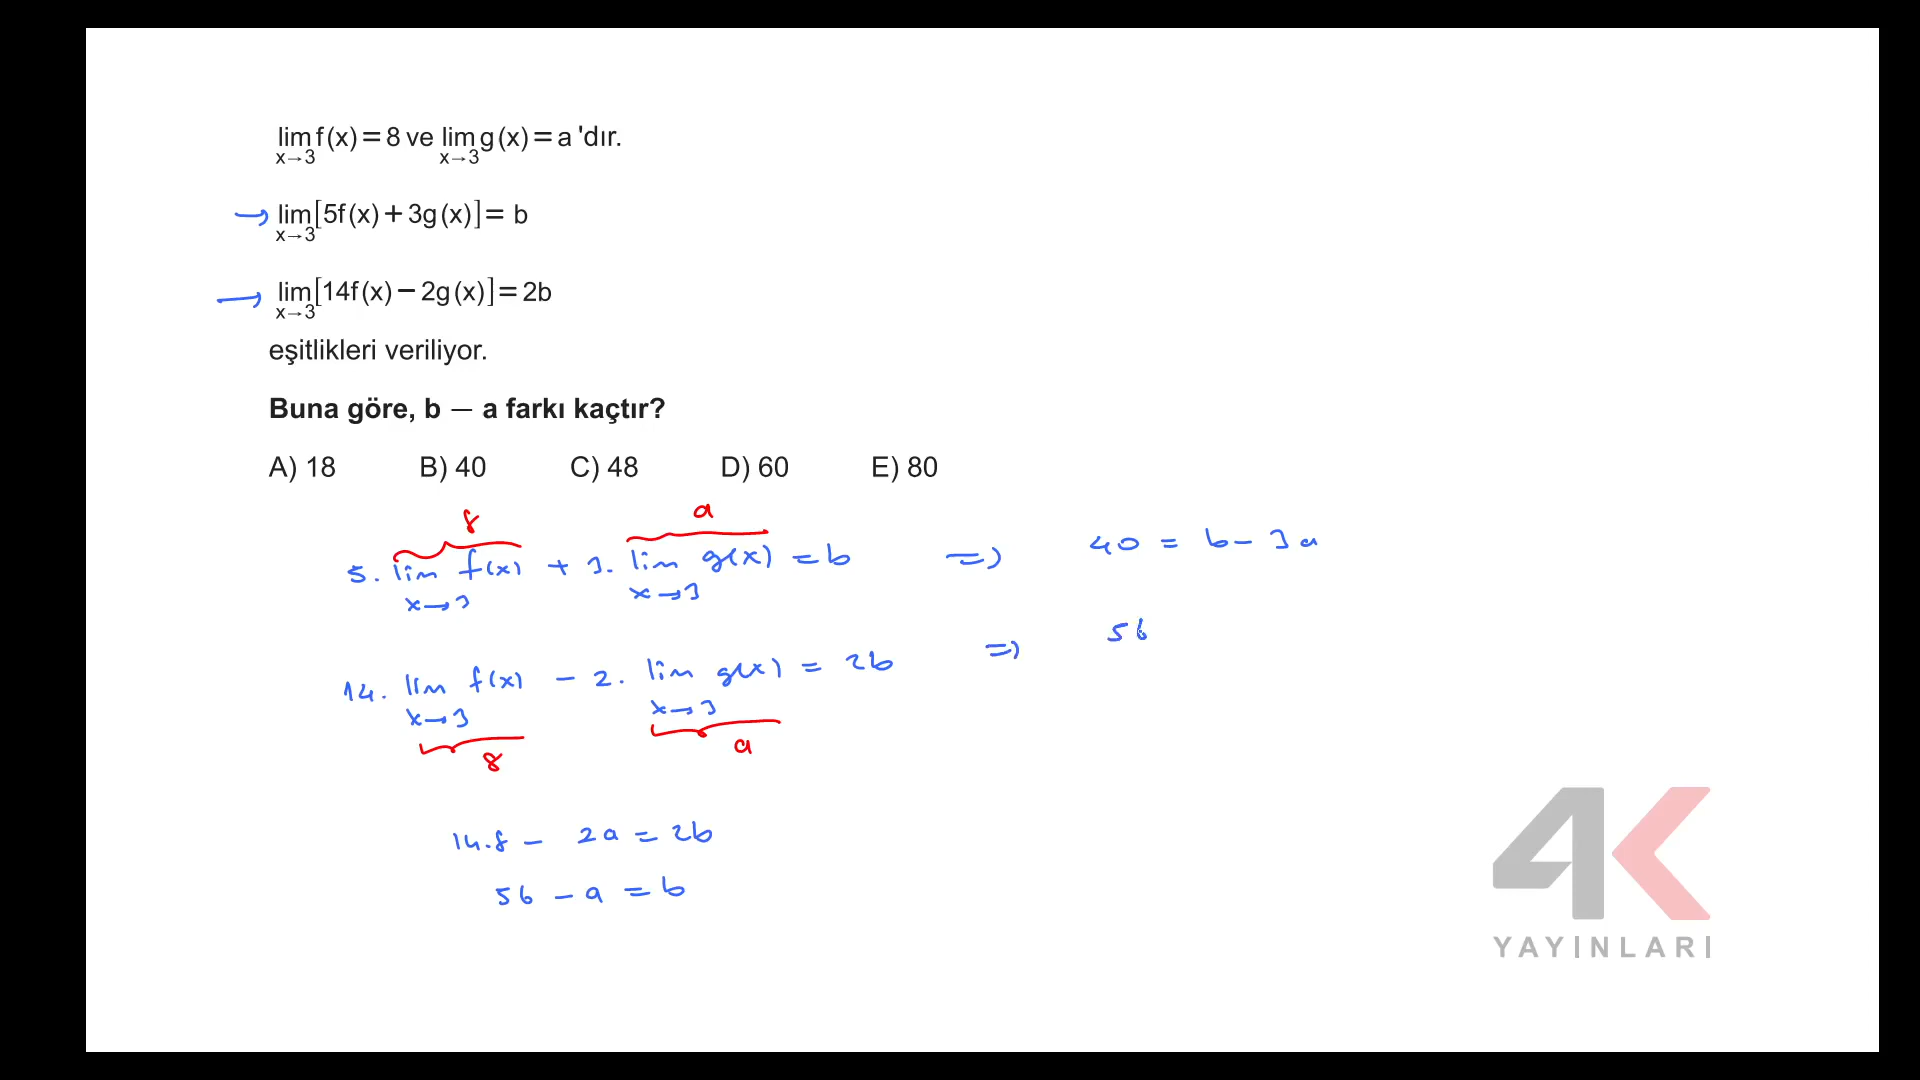 lim f(x) = 8 ve lim g(x) = a 'dır.
x→3 x→3
lim[5f(x) + 3g(x)] = b
x→3
lim[14f(x) − 2g(x)] = 2b
x→3
eşitlikleri veriliyor.
Buna göre, b — a farkı kaçtır?
A) 18 B) 40 C) 48 D) 60 E) 80
8 a
5. lim f(x) + 3. lim g(x) = b ⇒ 40 = b - 3a
x→3 x→3
14. lim f(x) - 2. lim g(x) = 2b ⇒ 56
x→3 x→3
8 a
14.8 - 2a = 2b
56 - a = b
4K
YAYINLARI